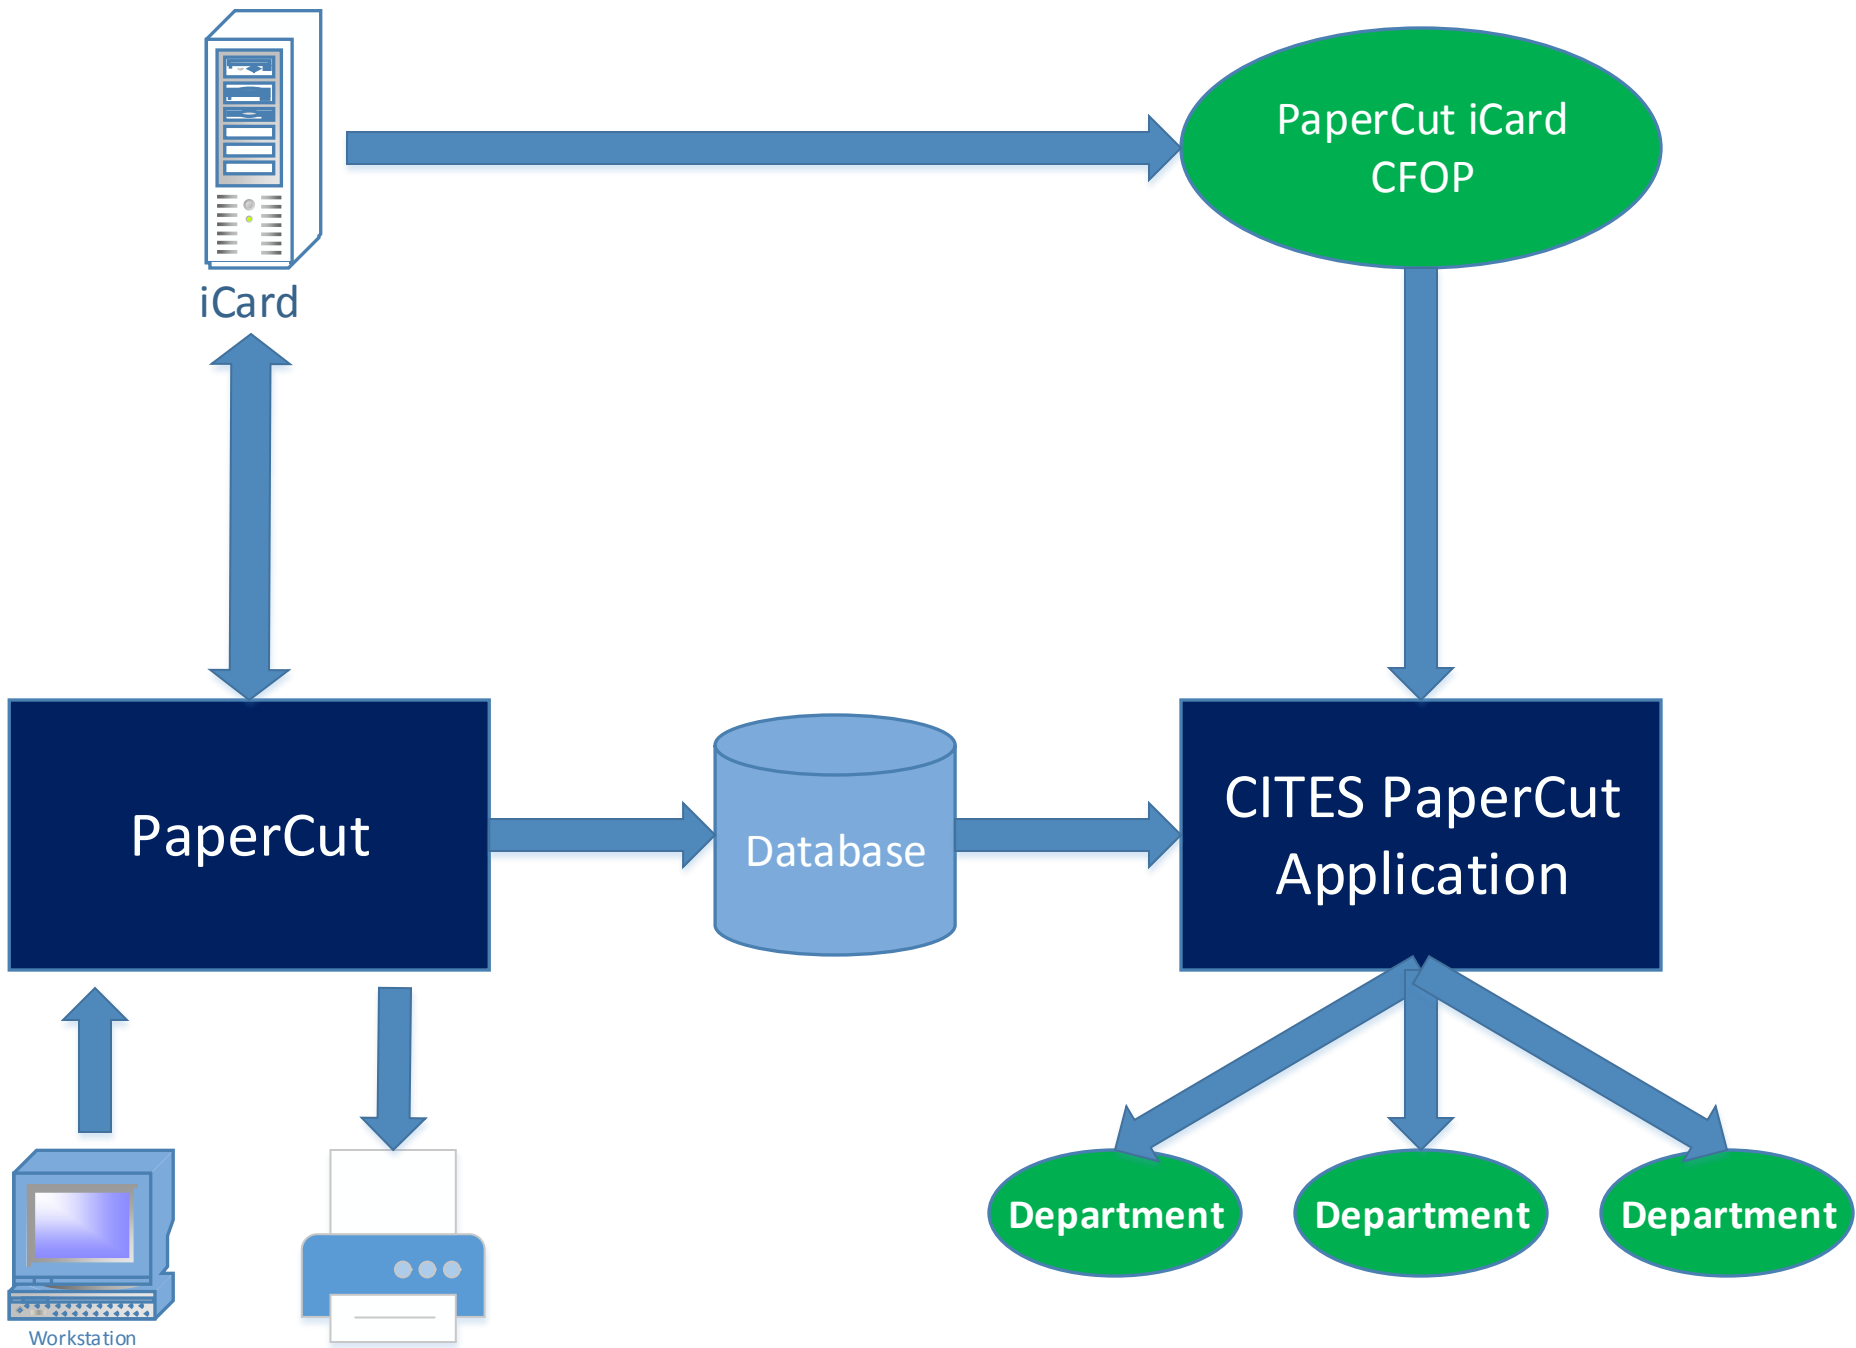 PaperCut iCard
CFOP
iCard
PaperCut
Database
CITES PaperCut
Application
Department
Department
Department
Workstation